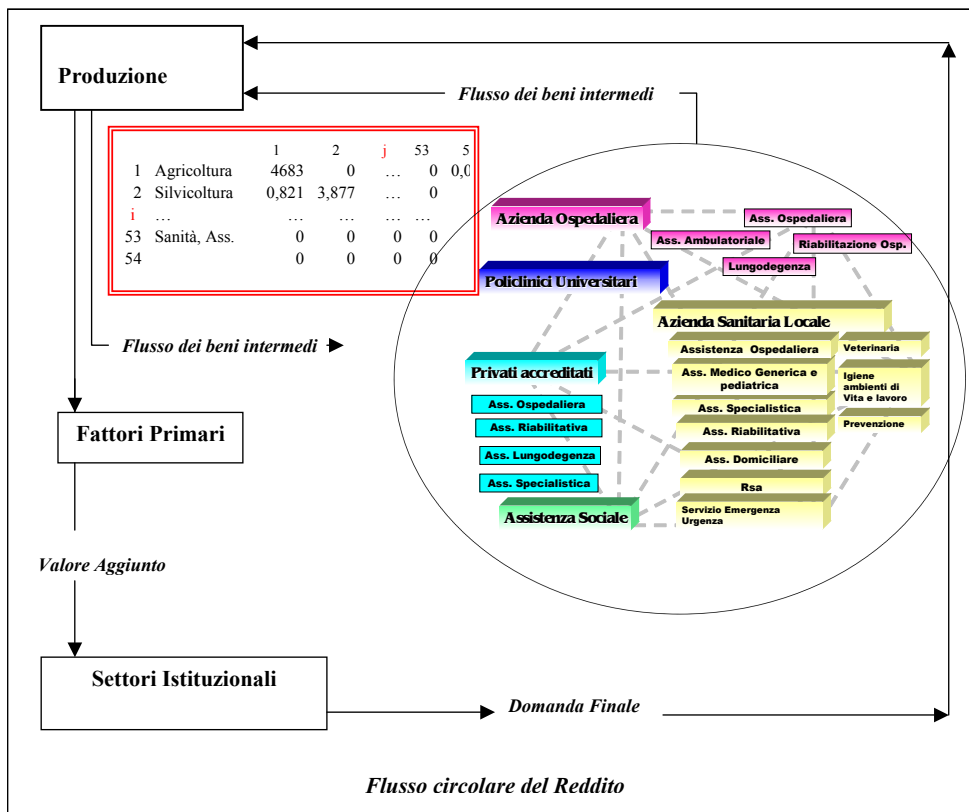 Produzione
Flusso dei beni intermedi
1 2 j 53 5
1 Agricoltura 4683 0 … 0 0,0
2 Silvicoltura 0,821 3,877 … 0
i … … … … …
53 Sanità, Ass. 0 0 0 0
54 0 0 0 0
Flusso dei beni intermedi
Azienda Ospedaliera
Ass. Ospedaliera
Ass. Ambulatoriale
Riabilitazione Osp.
Lungodegenza
Policlinici Universitari
Azienda Sanitaria Locale
Assistenza Ospedaliera
Ass. Medico Generica e
pediatrica
Ass. Specialistica
Ass. Riabilitativa
Ass. Domiciliare
Rsa
Servizio Emergenza
Urgenza
Veterinaria
Igiene
ambienti di
Vita e lavoro
Prevenzione
Privati accreditati
Ass. Ospedaliera
Ass. Riabilitativa
Ass. Lungodegenza
Ass. Specialistica
Assistenza Sociale
Fattori Primari
Valore Aggiunto
Settori Istituzionali
Domanda Finale
Flusso circolare del Reddito